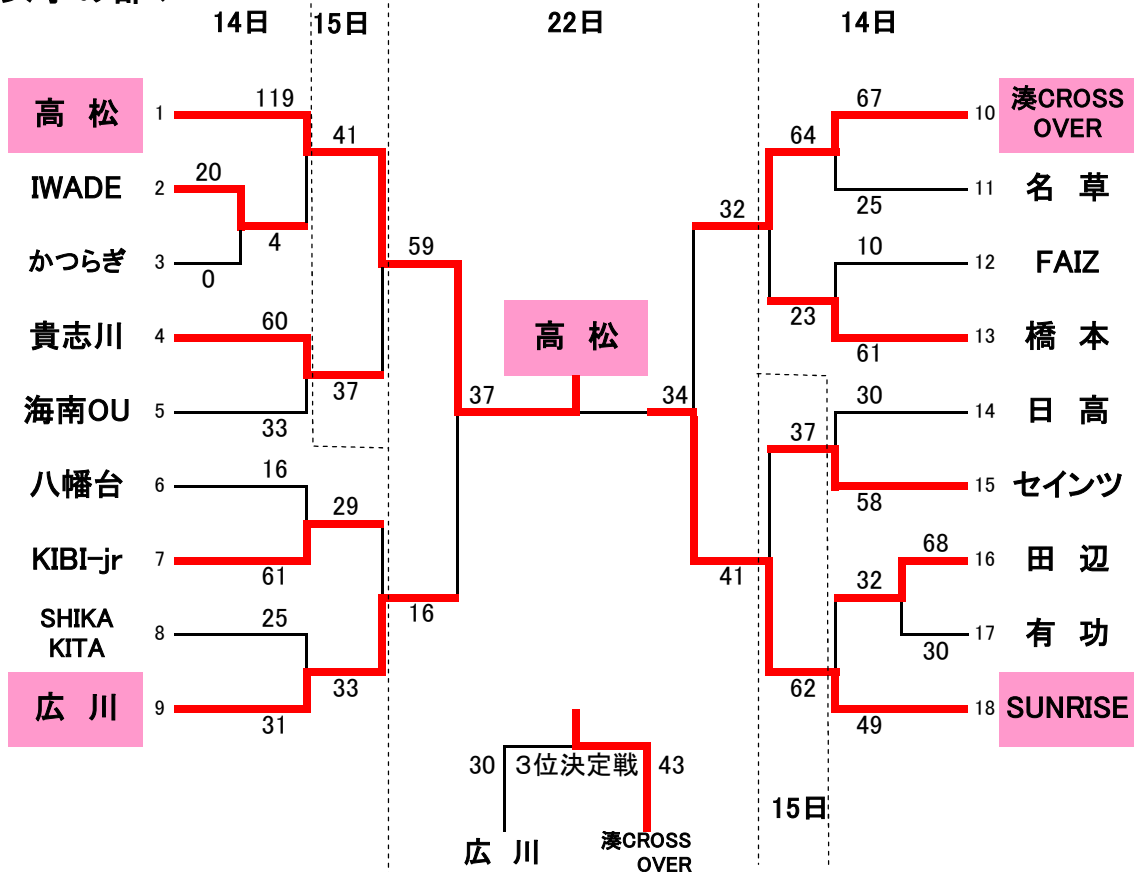 14日
15日
22日
14日
高 松
1
119
41
IWADE
2
20
4
かつらぎ
3
0
59
貴志川
4
60
37
海南OU
5
33
八幡台
6
16
29
KIBI-jr
7
61
16
SHIKA
KITA
8
25
33
広 川
9
31
37
高 松
34
32
41
67
10
湊CROSS
OVER
64
25
11
名 草
10
12
FAIZ
23
61
13
橋 本
30
14
日 高
37
58
15
セインツ
68
16
田 辺
32
30
17
有 功
62
49
18
SUNRISE
15日
30
3位決定戦
43
広 川
湊CROSS
OVER